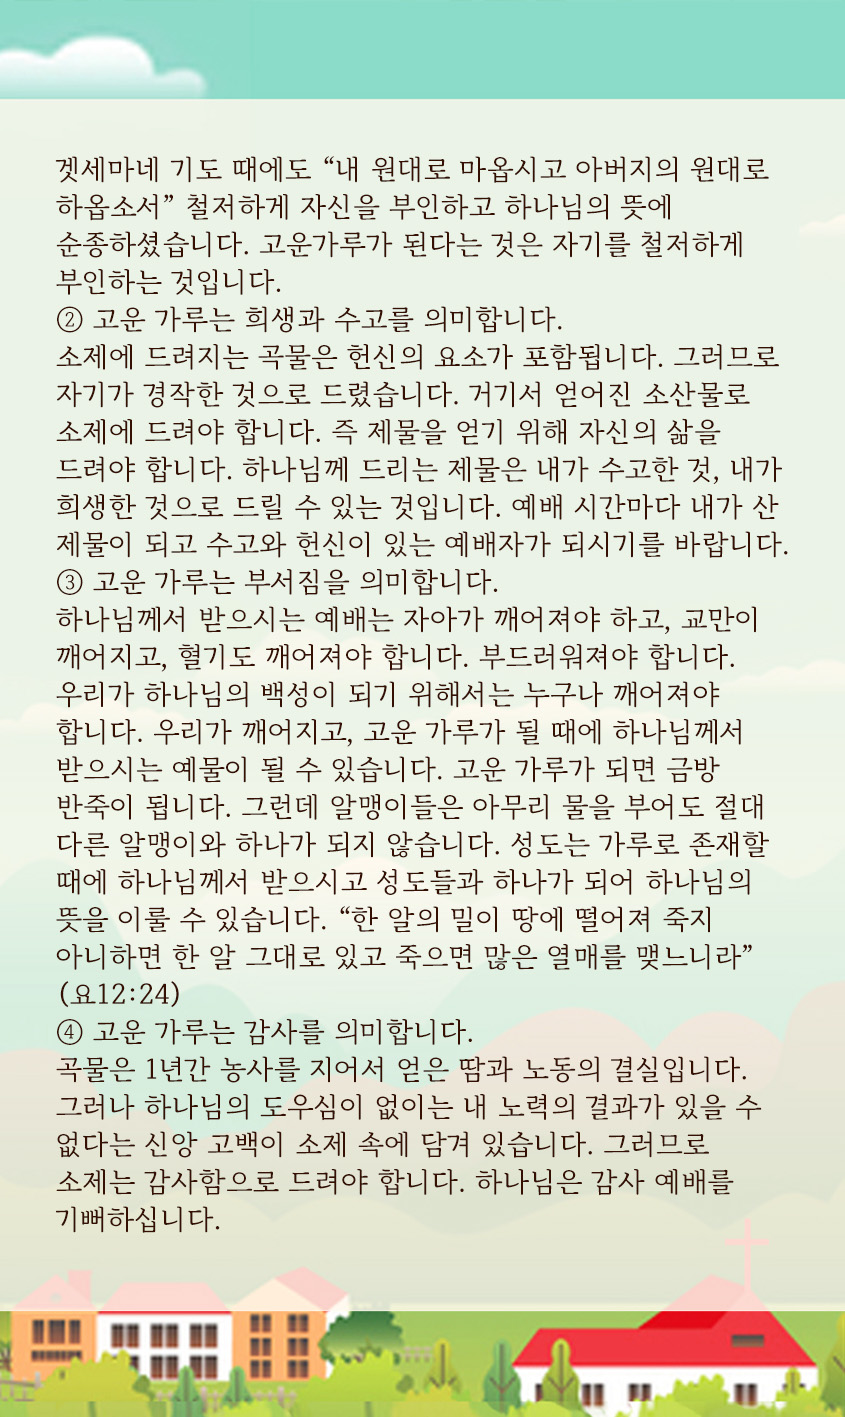 겟세마네 기도 때에도 “내 원대로 마옵시고 아버지의 원대로
하옵소서” 철저하게 자신을 부인하고 하나님의 뜻에
순종하셨습니다. 고운가루가 된다는 것은 자기를 철저하게
부인하는 것입니다.
② 고운 가루는 희생과 수고를 의미합니다.
소제에 드려지는 곡물은 헌신의 요소가 포함됩니다. 그러므로
자기가 경작한 것으로 드렸습니다. 거기서 얻어진 소산물로
소제에 드려야 합니다. 즉 제물을 얻기 위해 자신의 삶을
드려야 합니다. 하나님께 드리는 제물은 내가 수고한 것, 내가
희생한 것으로 드릴 수 있는 것입니다. 예배 시간마다 내가 산
제물이 되고 수고와 헌신이 있는 예배자가 되시기를 바랍니다.
③ 고운 가루는 부서짐을 의미합니다.
하나님께서 받으시는 예배는 자아가 깨어져야 하고, 교만이
깨어지고, 혈기도 깨어져야 합니다. 부드러워져야 합니다.
우리가 하나님의 백성이 되기 위해서는 누구나 깨어져야
합니다. 우리가 깨어지고, 고운 가루가 될 때에 하나님께서
받으시는 예물이 될 수 있습니다. 고운 가루가 되면 금방
반죽이 됩니다. 그런데 알맹이들은 아무리 물을 부어도 절대
다른 알맹이와 하나가 되지 않습니다. 성도는 가루로 존재할
때에 하나님께서 받으시고 성도들과 하나가 되어 하나님의
뜻을 이룰 수 있습니다. “한 알의 밀이 땅에 떨어져 죽지
아니하면 한 알 그대로 있고 죽으면 많은 열매를 맺느니라”
(요12:24)
④ 고운 가루는 감사를 의미합니다.
곡물은 1년간 농사를 지어서 얻은 땀과 노동의 결실입니다.
그러나 하나님의 도우심이 없이는 내 노력의 결과가 있을 수
없다는 신앙 고백이 소제 속에 담겨 있습니다. 그러므로
소제는 감사함으로 드려야 합니다. 하나님은 감사 예배를
기뻐하십니다.